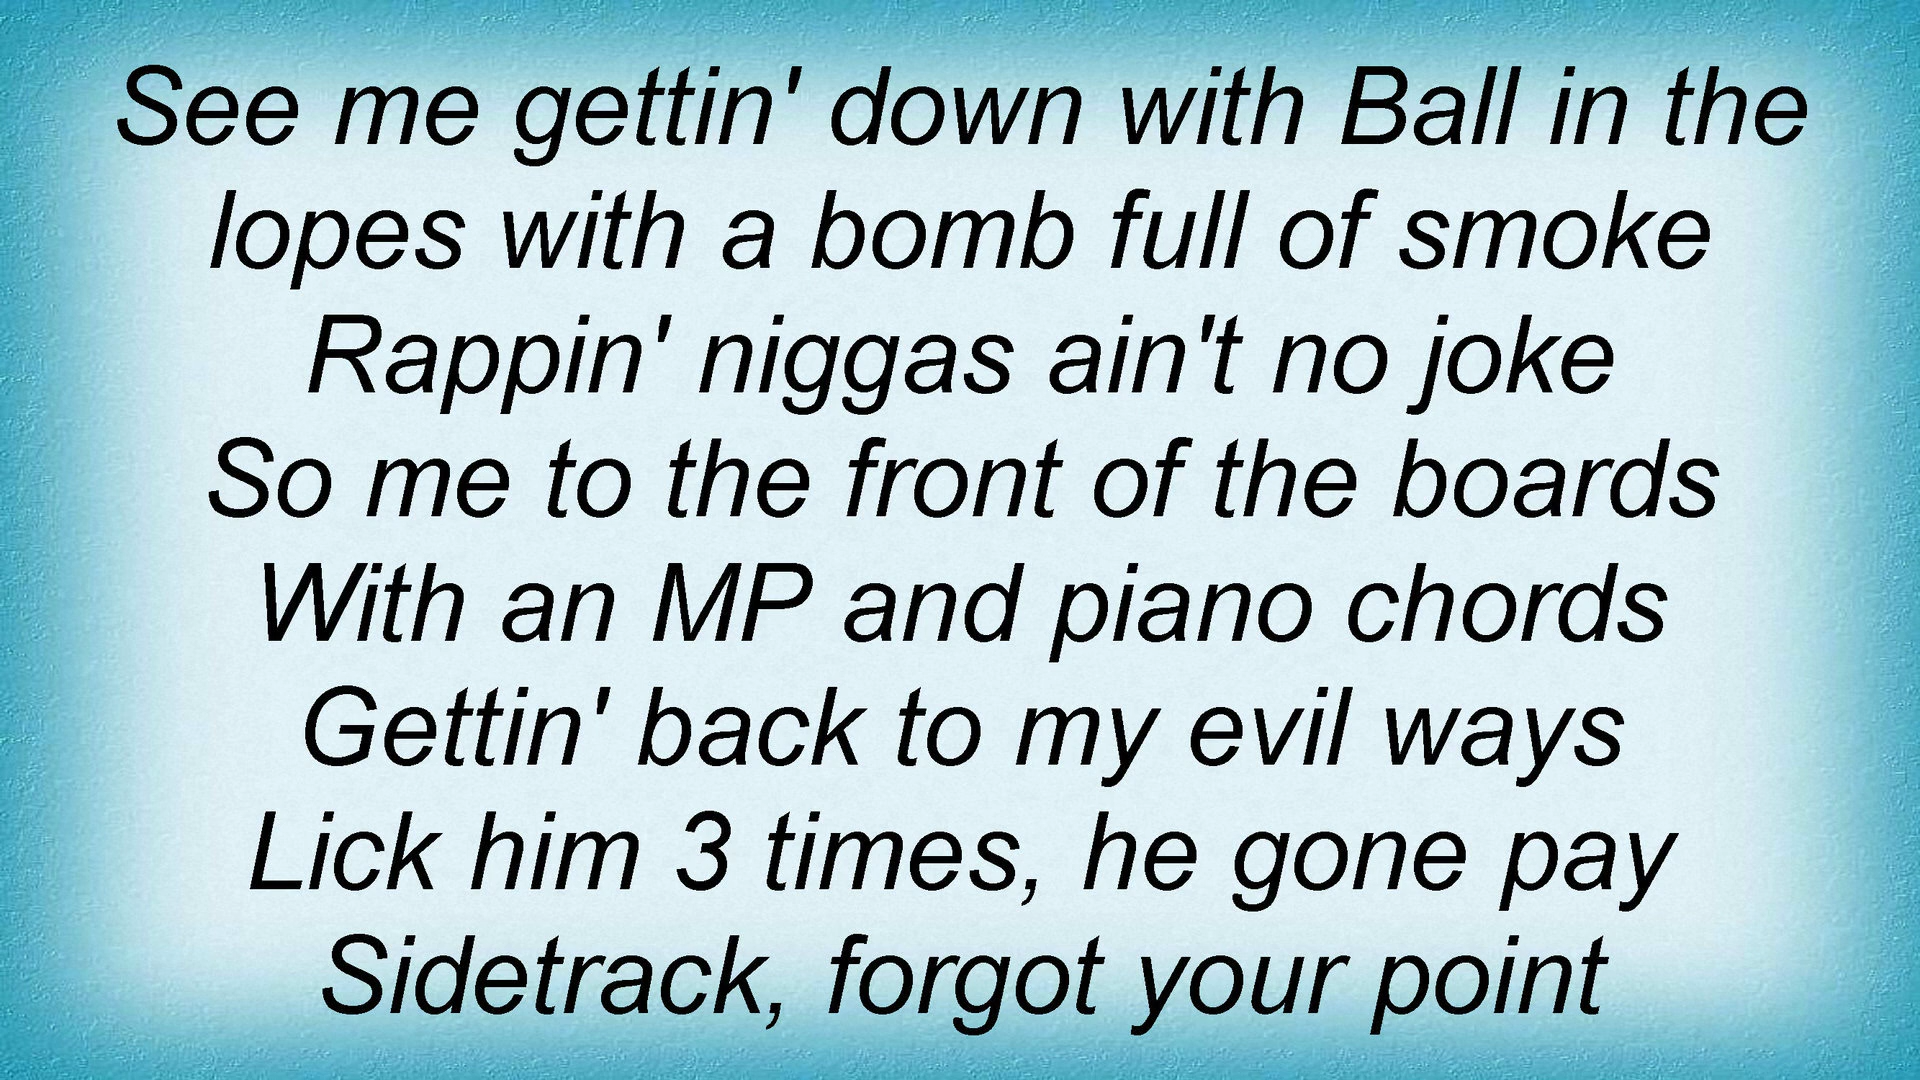 See me gettin' down with Ball in the
lopes with a bomb full of smoke
Rappin' niggas ain't no joke
So me to the front of the boards
With an MP and piano chords
Gettin' back to my evil ways
Lick him 3 times, he gone pay
Sidetrack, forgot your point